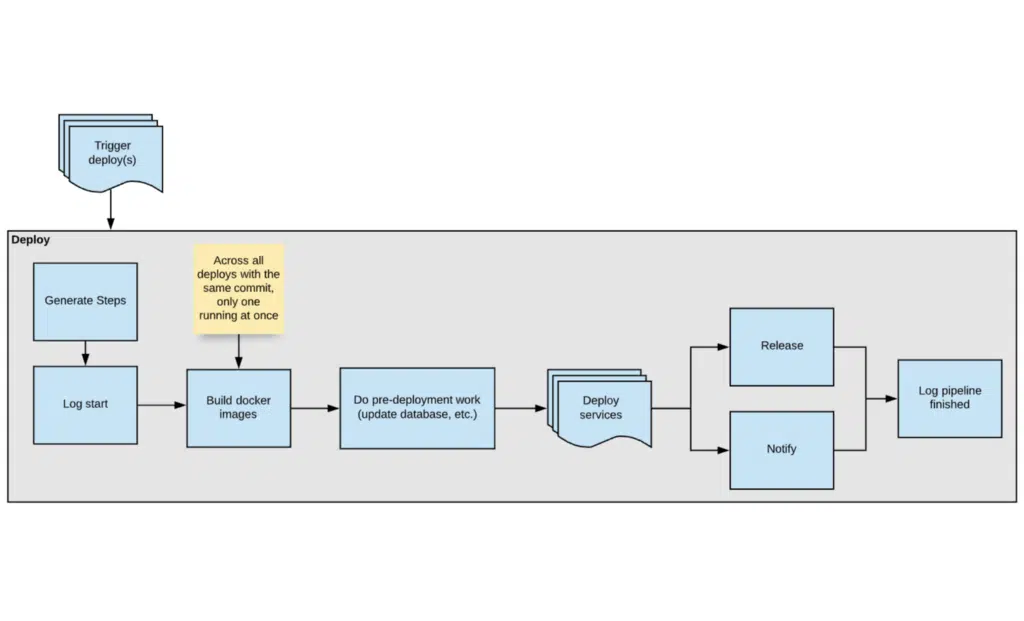 Trigger
deploy(s)
Deploy
Generate Steps
Across all
deploys with the
same commit,
only one
running at once
Log start
Build docker
images
Do pre-deployment work
(update database, etc.)
Deploy
services
Release
Notify
Log pipeline
finished